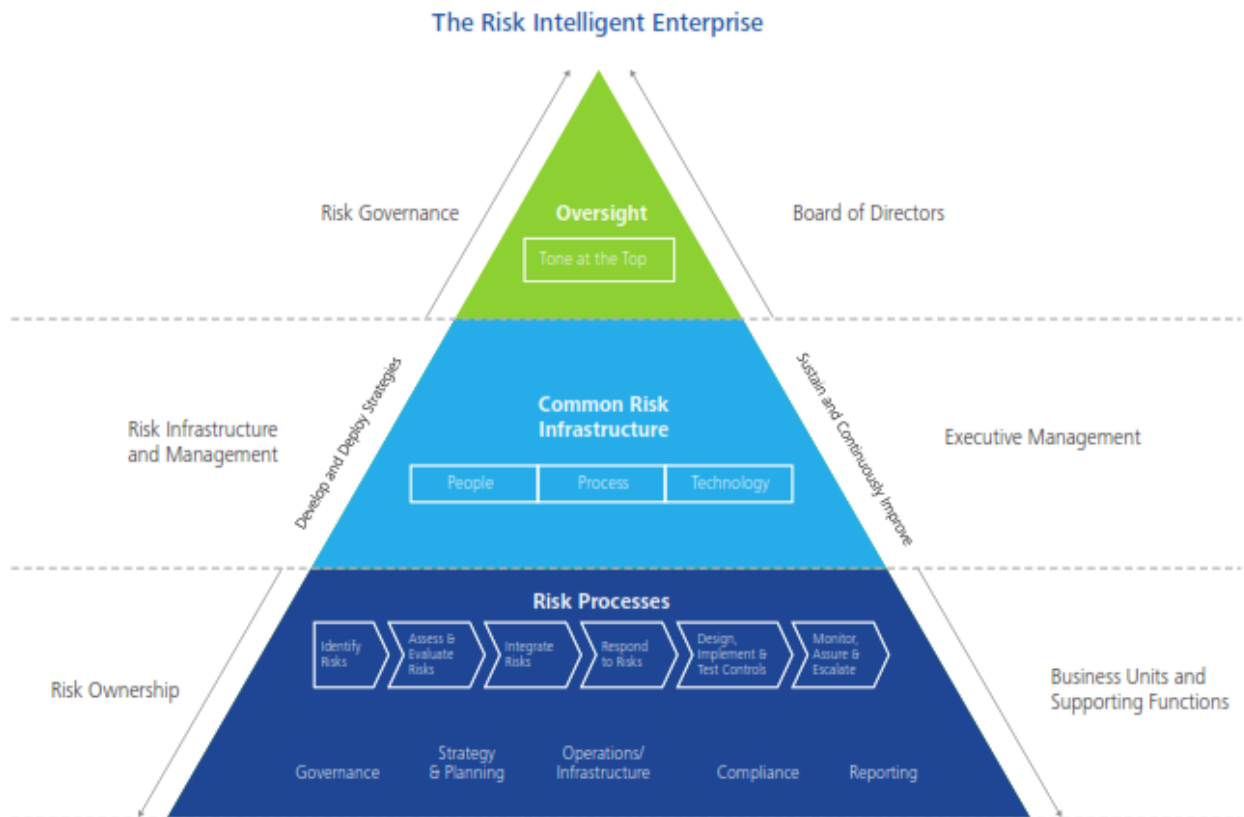 The Risk Intelligent Enterprise
Risk Governance
Oversight
Tone at the Top
Board of Directors
Develop and Deploy Strategies
Sustain and Continuously Improve
Risk Infrastructure
and Management
Common Risk
Infrastructure
People
Process
Technology
Executive Management
Risk Ownership
Risk Processes
Identify
Risks
Assess &
Evaluate
Risks
Integrate
Risks
Respond
to Risks
Design,
Implement &
Test Controls
Monitor,
Assure &
Escalate
Governance
Strategy
& Planning
Operations/
Infrastructure
Compliance
Reporting
Business Units and
Supporting Functions